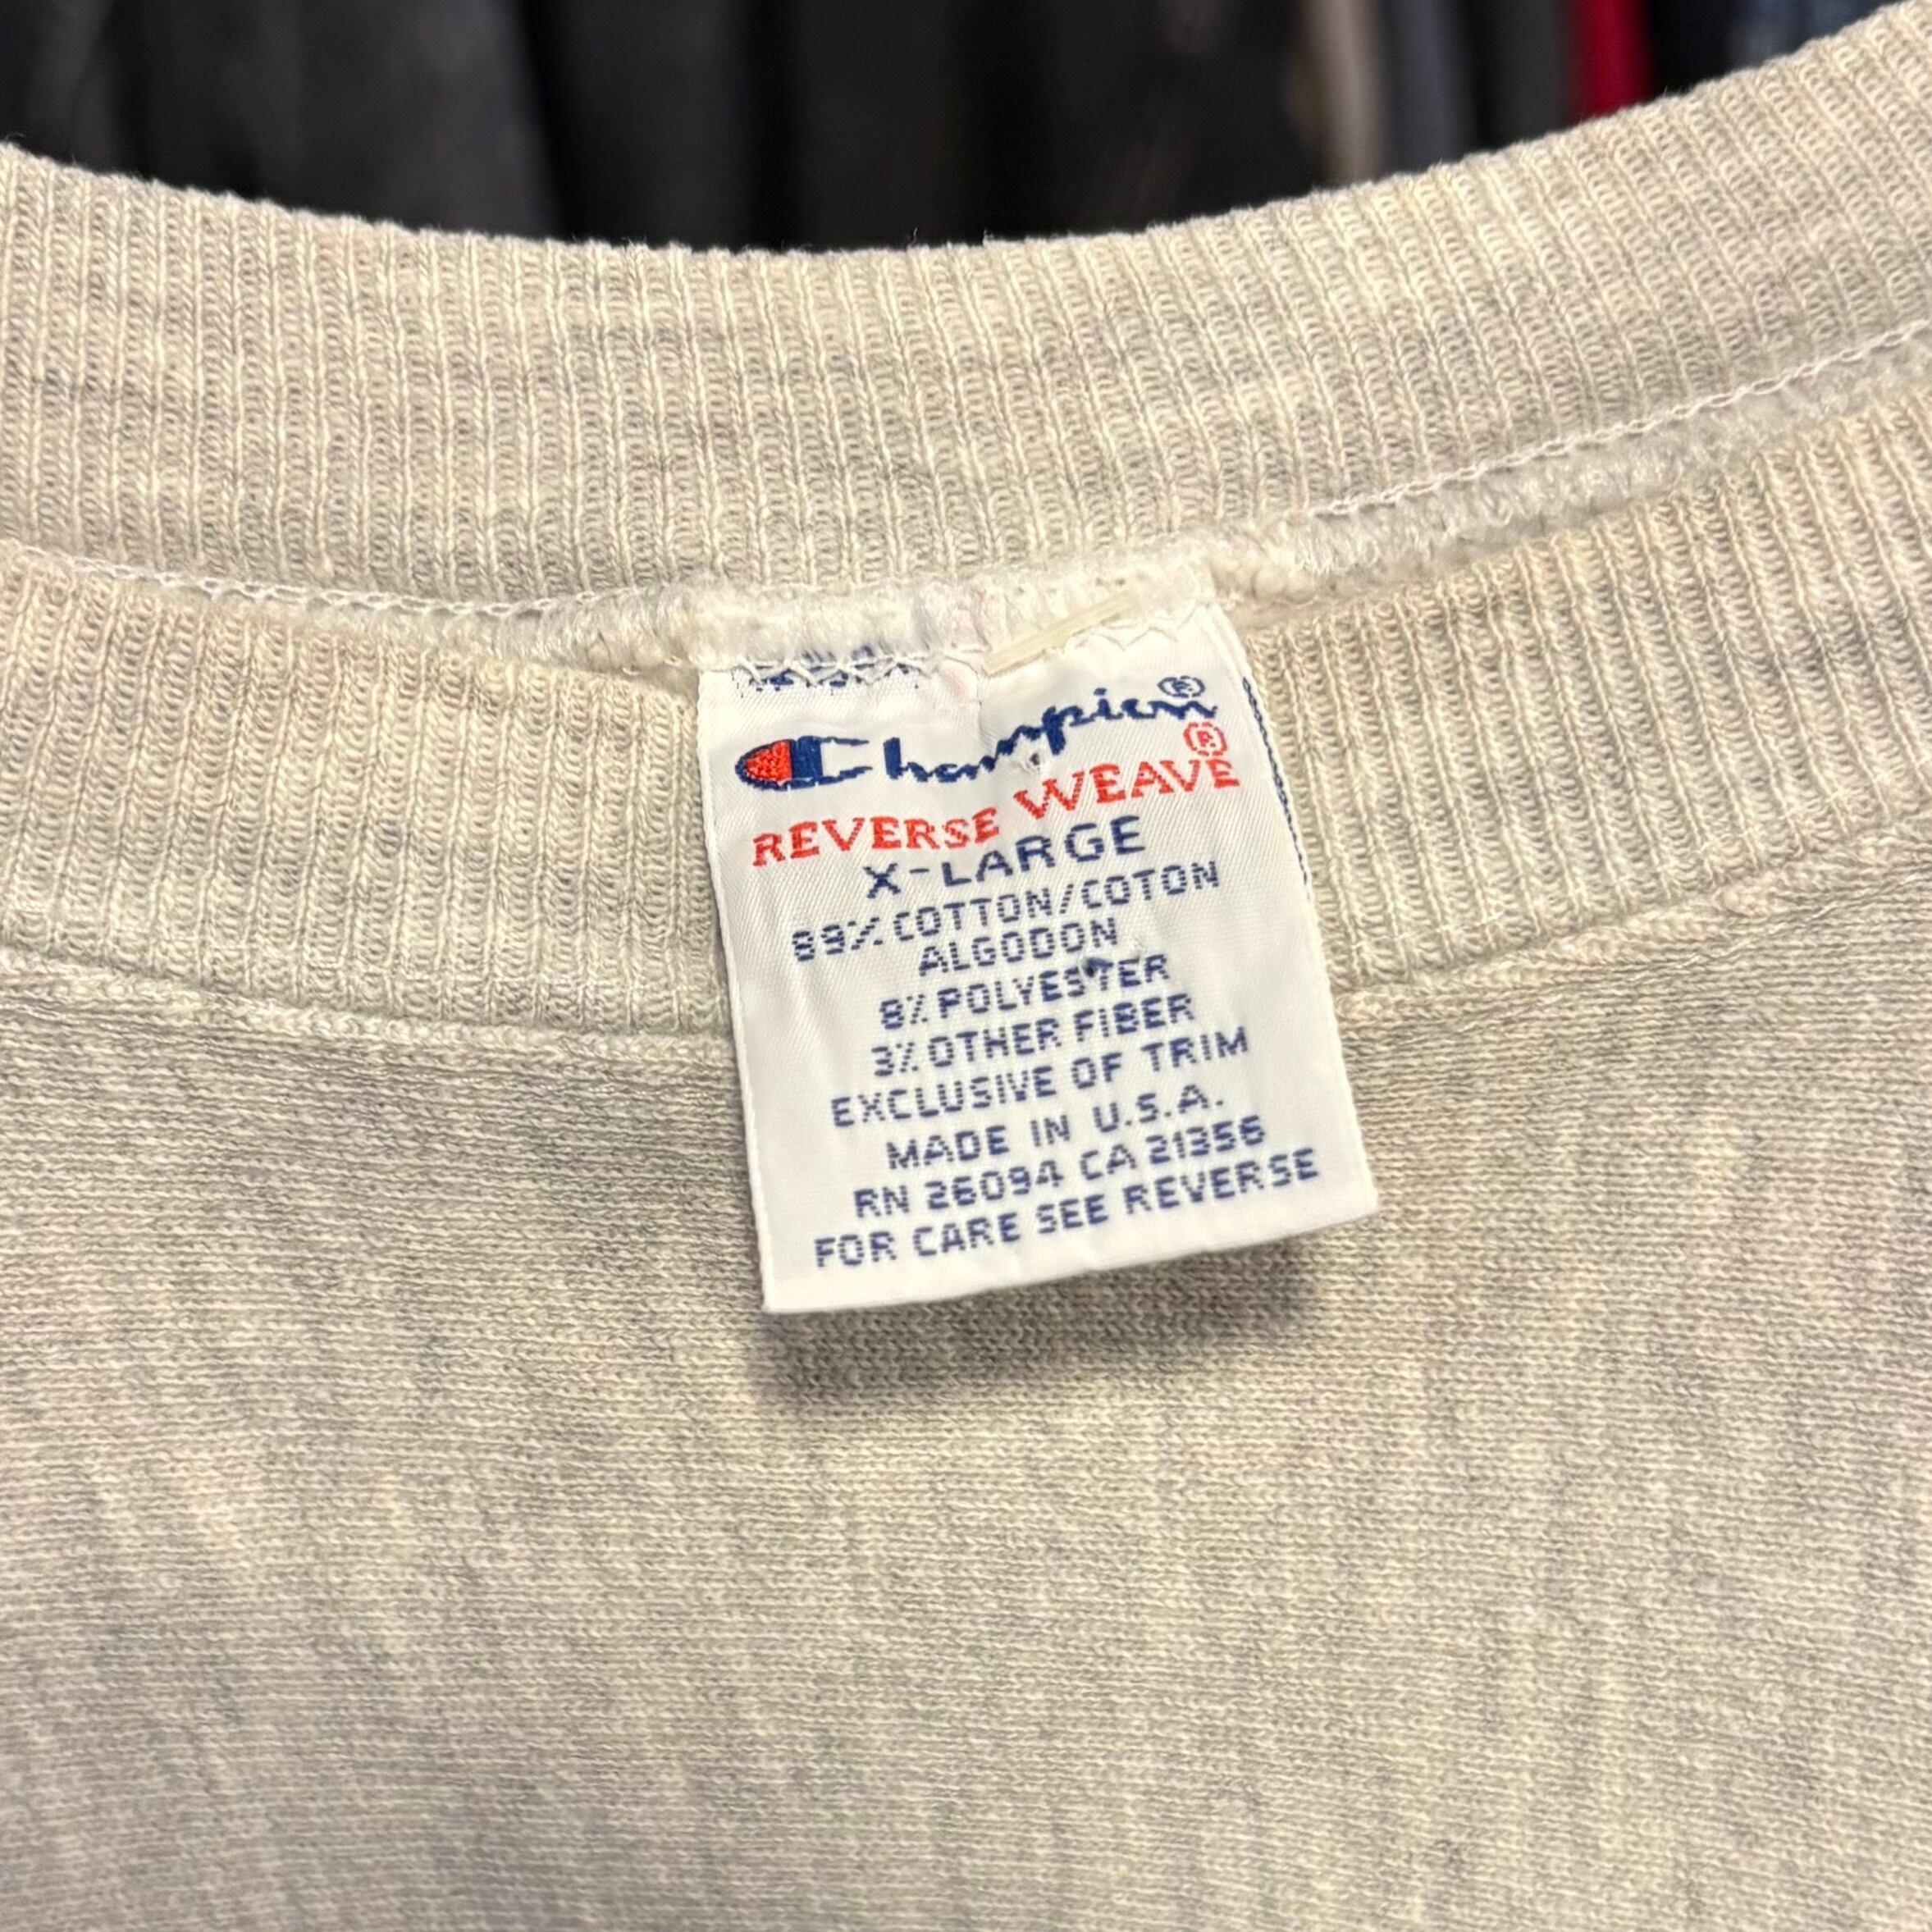 Champion®
REVERSE WEAVE®
X-LARGE
89% COTTON/COTON
ALGODON
8% POLYESTER
3% OTHER FIBER
EXCLUSIVE OF TRIM
MADE IN U.S.A.
RN 26094 CA 21356
FOR CARE SEE REVERSE